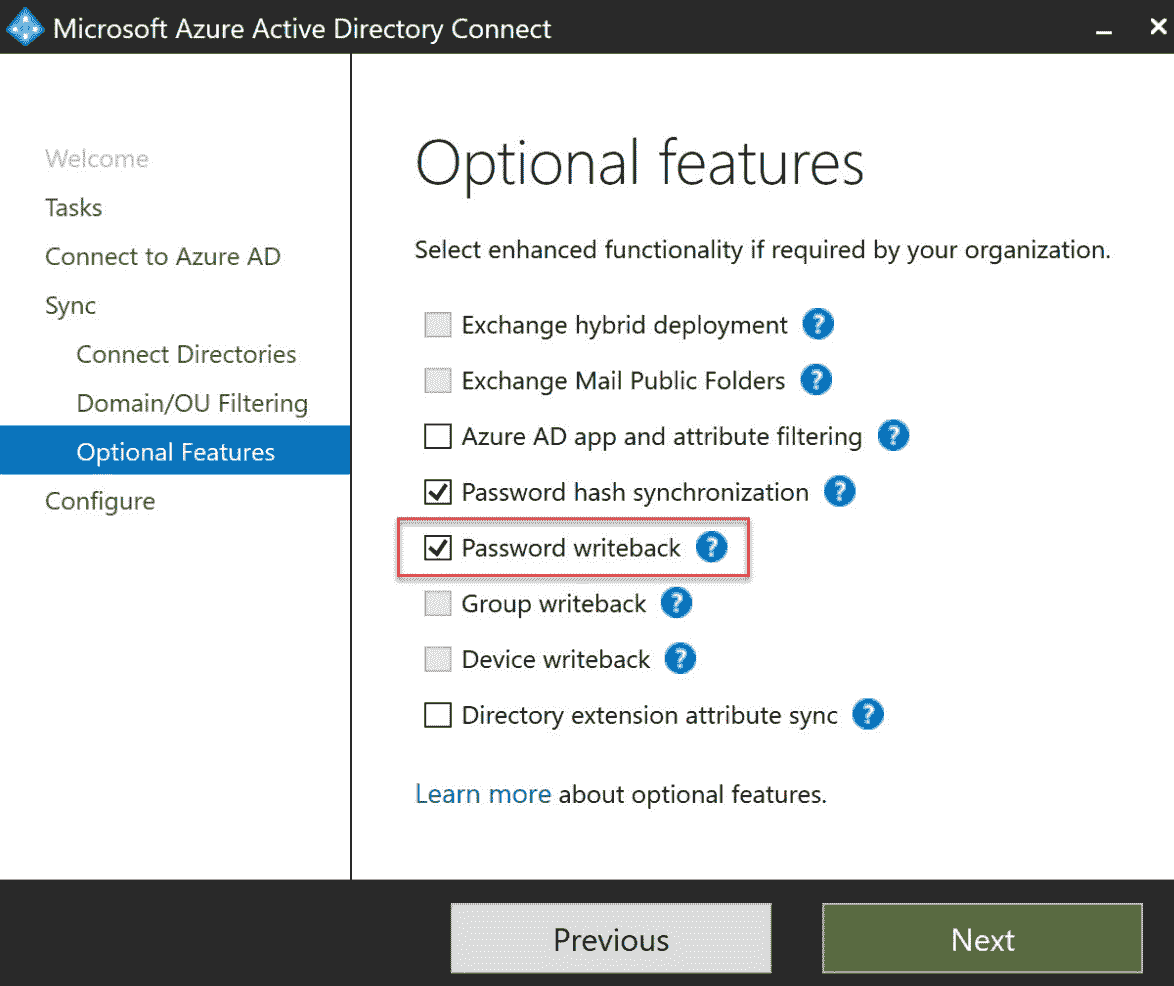 Microsoft Azure Active Directory Connect
Welcome
Tasks
Connect to Azure AD
Sync
Connect Directories
Domain/OU Filtering
Optional Features
Configure
Optional features
Select enhanced functionality if required by your organization.
Exchange hybrid deployment ?
Exchange Mail Public Folders ?
Azure AD app and attribute filtering ?
Password hash synchronization ?
Password writeback ?
Group writeback ?
Device writeback ?
Directory extension attribute sync ?
Learn more about optional features.
Previous
Next